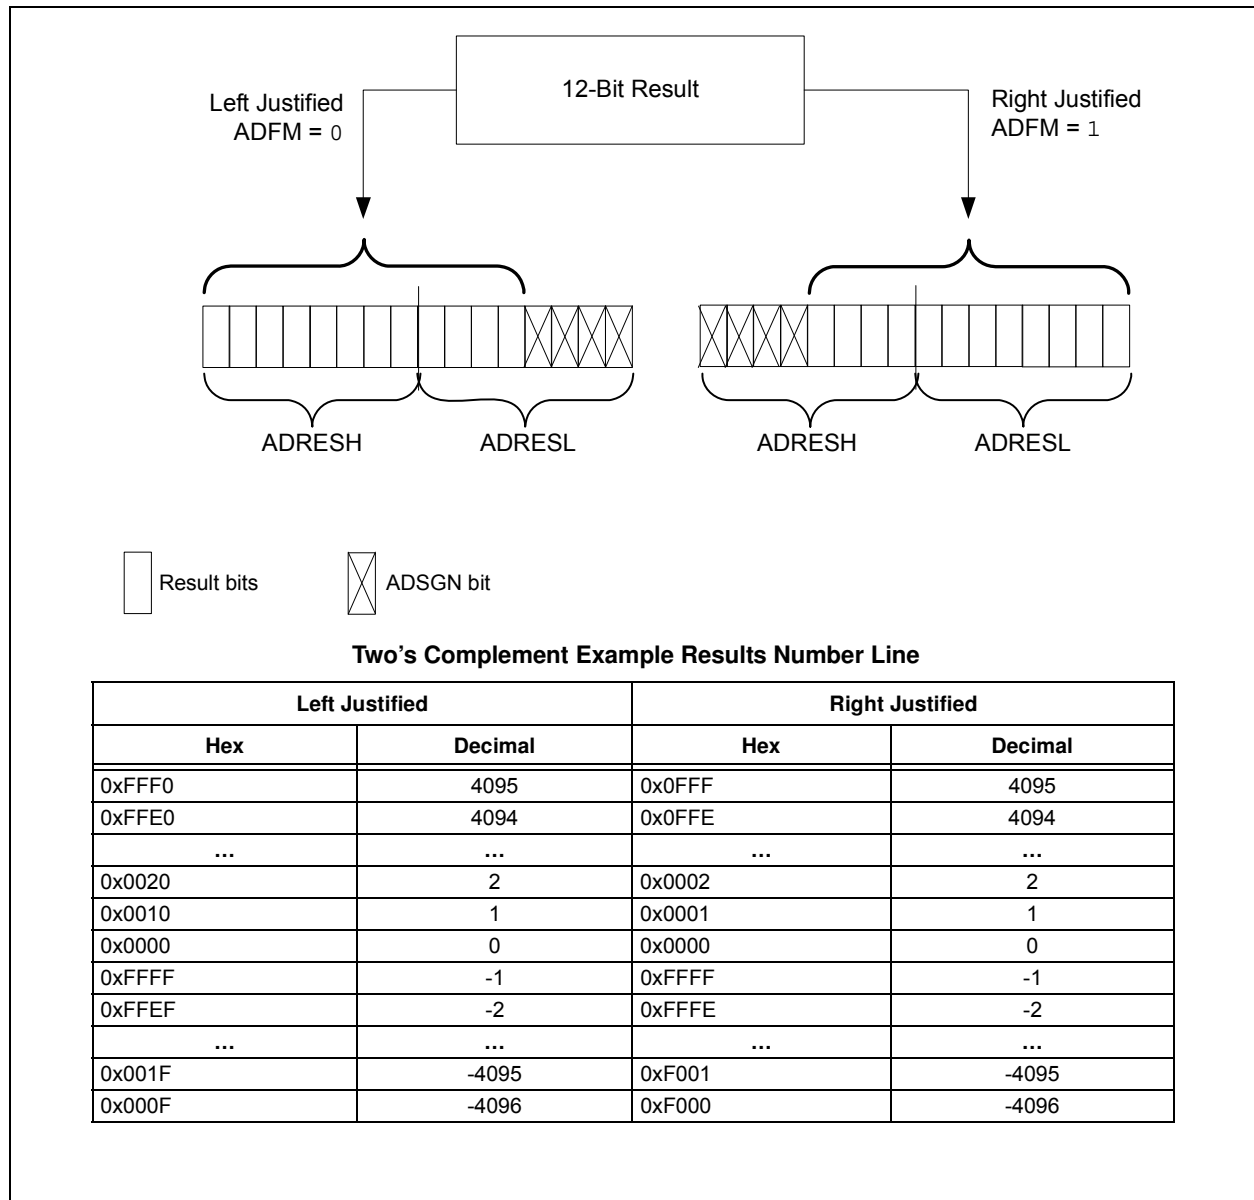 12-Bit Result
Left Justified
ADFM = 0
Right Justified
ADFM = 1
ADRESH
ADRESL
ADRESH
ADRESL
Result bits
ADSGN bit
Two's Complement Example Results Number Line
Left Justified Right Justified
Hex Decimal Hex Decimal
0xFFF0 4095 0x0FFF 4095
0xFFE0 4094 0x0FFE 4094
... ... ... ...
0x0020 2 0x0002 2
0x0010 1 0x0001 1
0x0000 0 0x0000 0
0xFFFF -1 0xFFFF -1
0xFFEF -2 0xFFFE -2
... ... ... ...
0x001F -4095 0xF001 -4095
0x000F -4096 0xF000 -4096